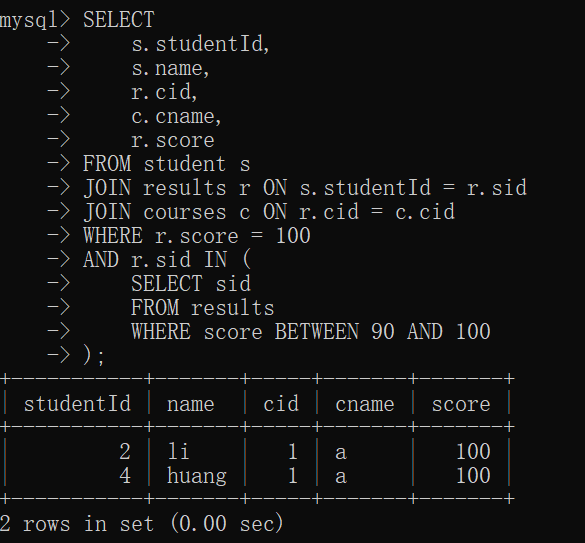 mysql> SELECT
    ->     s.studentId,
    ->     s.name,
    ->     r.cid,
    ->     c.cname,
    ->     r.score
    -> FROM student s
    -> JOIN results r ON s.studentId = r.sid
    -> JOIN courses c ON r.cid = c.cid
    -> WHERE r.score = 100
    -> AND r.sid IN (
    ->     SELECT sid
    ->     FROM results
    ->     WHERE score BETWEEN 90 AND 100
    -> );
+-----------+-------+-----+-------+-------+
| studentId | name  | cid | cname | score |
+-----------+-------+-----+-------+-------+
|         2 | li    |   1 | a     |   100 |
|         4 | huang |   1 | a     |   100 |
+-----------+-------+-----+-------+-------+
2 rows in set (0.00 sec)